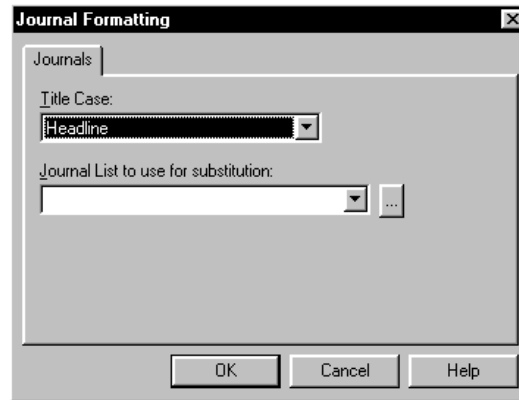 Journal Formatting
Journals
Title Case:
Headline
Journal List to use for substitution:
...
OK Cancel Help